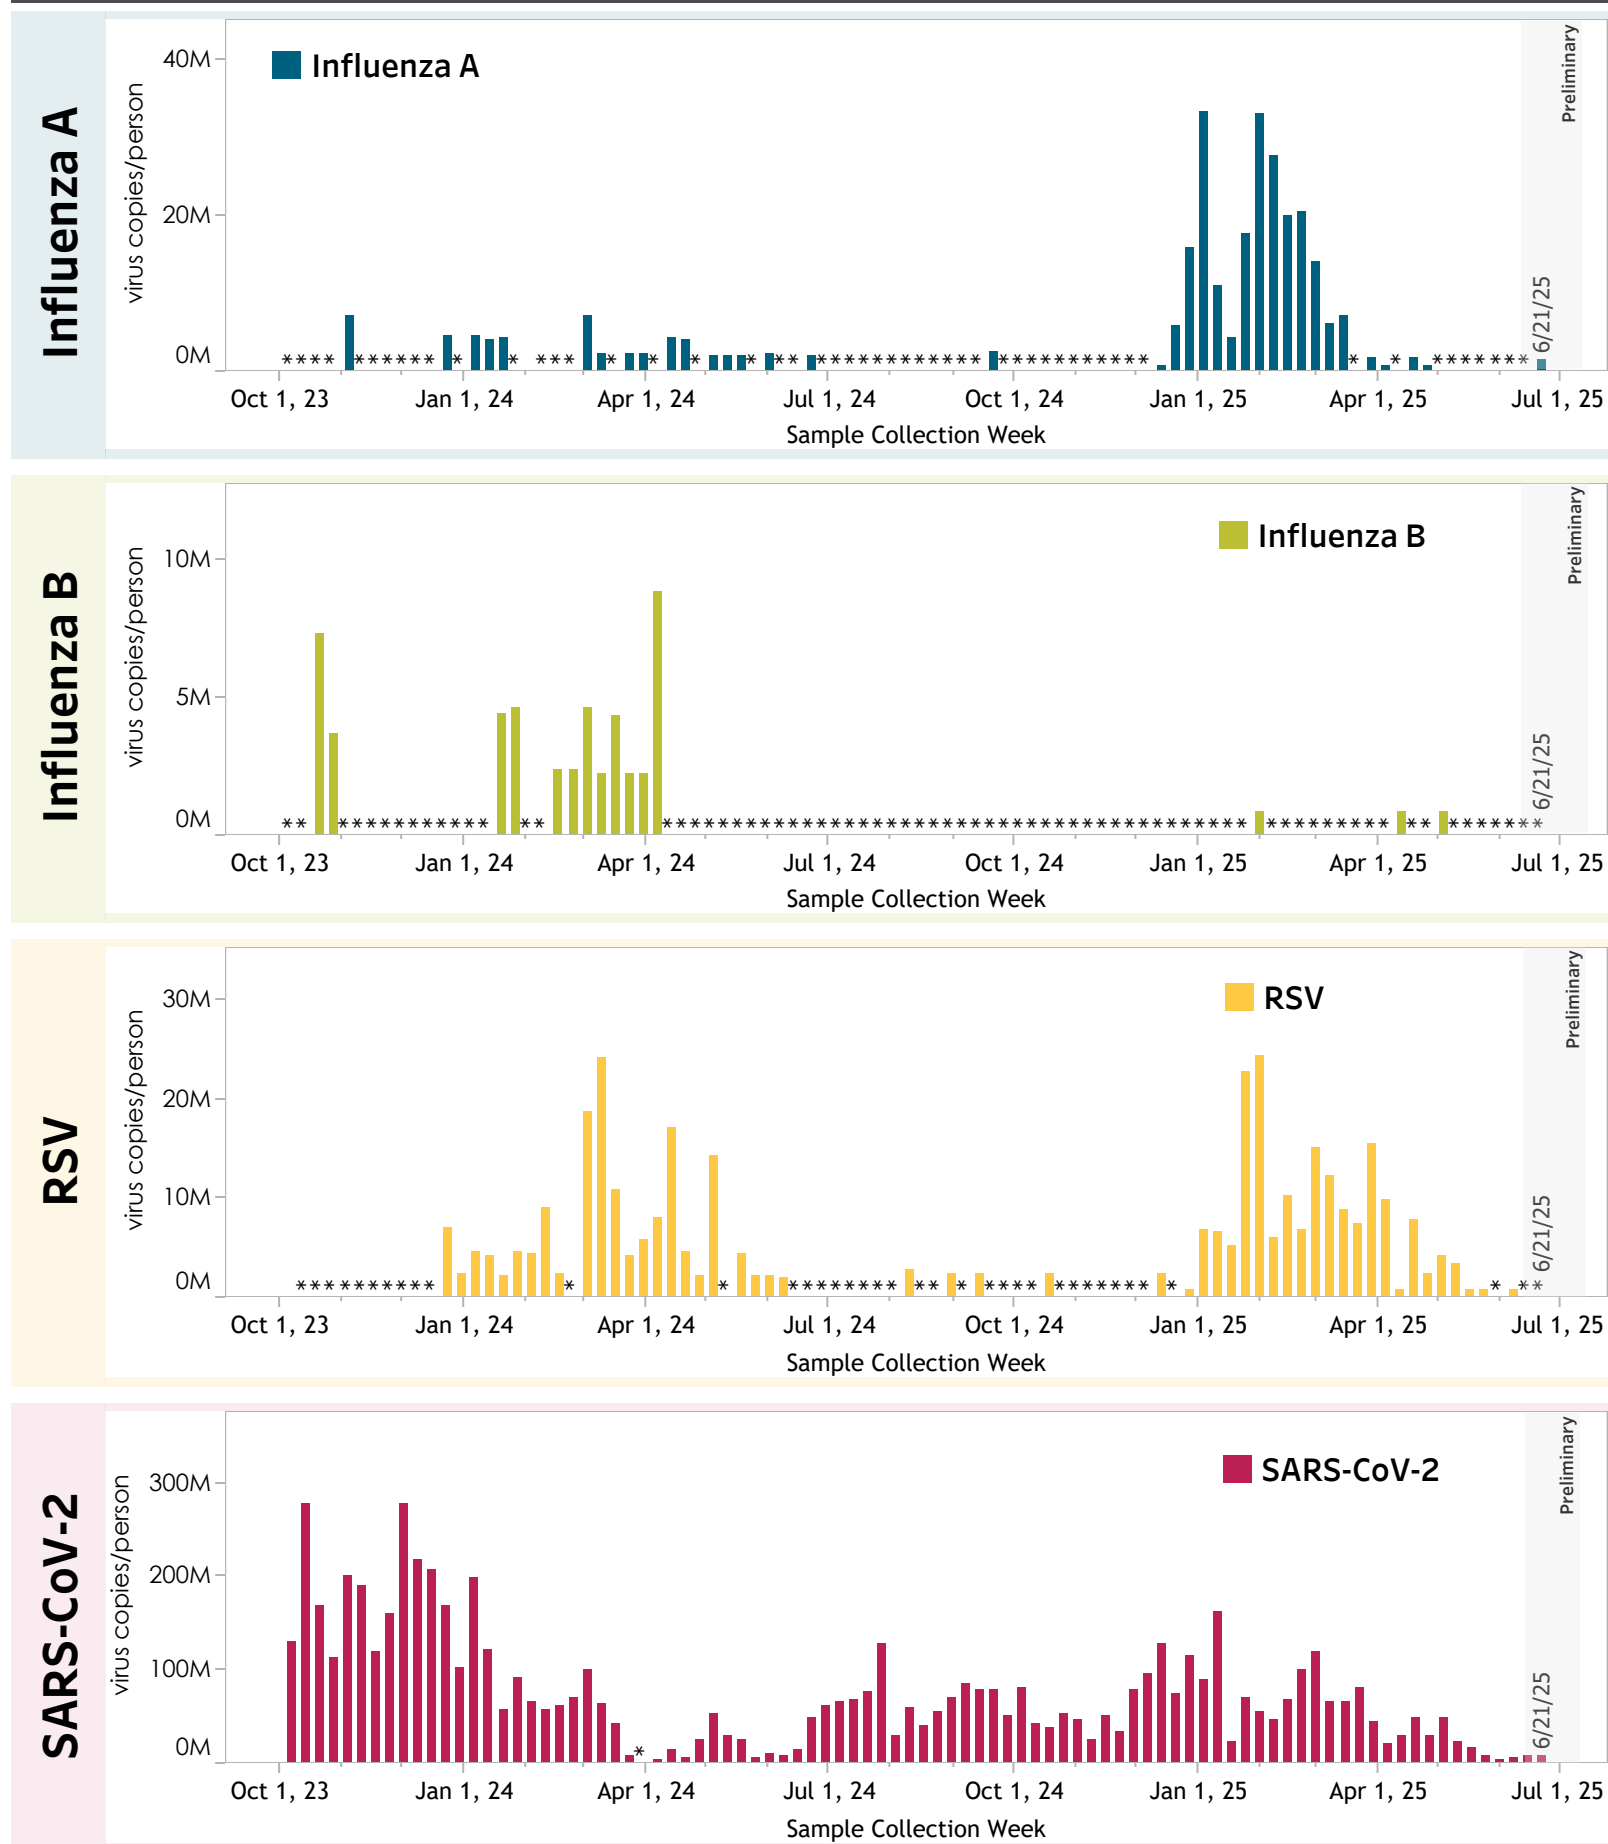 Influenza A
virus copies/person
40M
20M
0M
Influenza A
Preliminary
6/21/25
**** ****** * * *** * * * * ** ************ *********** * * *******
Oct 1, 23 Jan 1, 24 Apr 1, 24 Jul 1, 24 Oct 1, 24 Jan 1, 25 Apr 1, 25 Jul 1, 25
Sample Collection Week
Influenza B
virus copies/person
10M
5M
0M
Influenza B
Preliminary
6/21/25
** *********** ** ****************************************** ********* ** *******
Oct 1, 23 Jan 1, 24 Apr 1, 24 Jul 1, 24 Oct 1, 24 Jan 1, 25 Apr 1, 25 Jul 1, 25
Sample Collection Week
RSV
virus copies/person
30M
20M
10M
0M
RSV
Preliminary
6/21/25
********** * * ******** ** * **** ******* * * **
Oct 1, 23 Jan 1, 24 Apr 1, 24 Jul 1, 24 Oct 1, 24 Jan 1, 25 Apr 1, 25 Jul 1, 25
Sample Collection Week
SARS-CoV-2
virus copies/person
300M
200M
100M
0M
SARS-CoV-2
Preliminary
6/21/25
*
Oct 1, 23 Jan 1, 24 Apr 1, 24 Jul 1, 24 Oct 1, 24 Jan 1, 25 Apr 1, 25 Jul 1, 25
Sample Collection Week